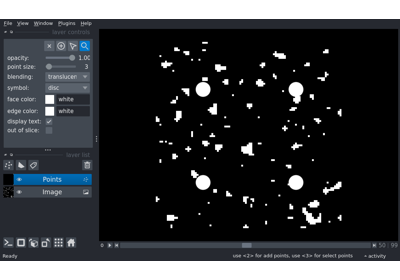 File View Window Plugins Help
layer controls
opacity: 1.00
point size: 3
blending: translucen
symbol: disc
face color: white
edge color: white
display text:
out of slice:
layer list
Points
Image
0 50 99
Ready use <2> for add points, use <3> for select points activity